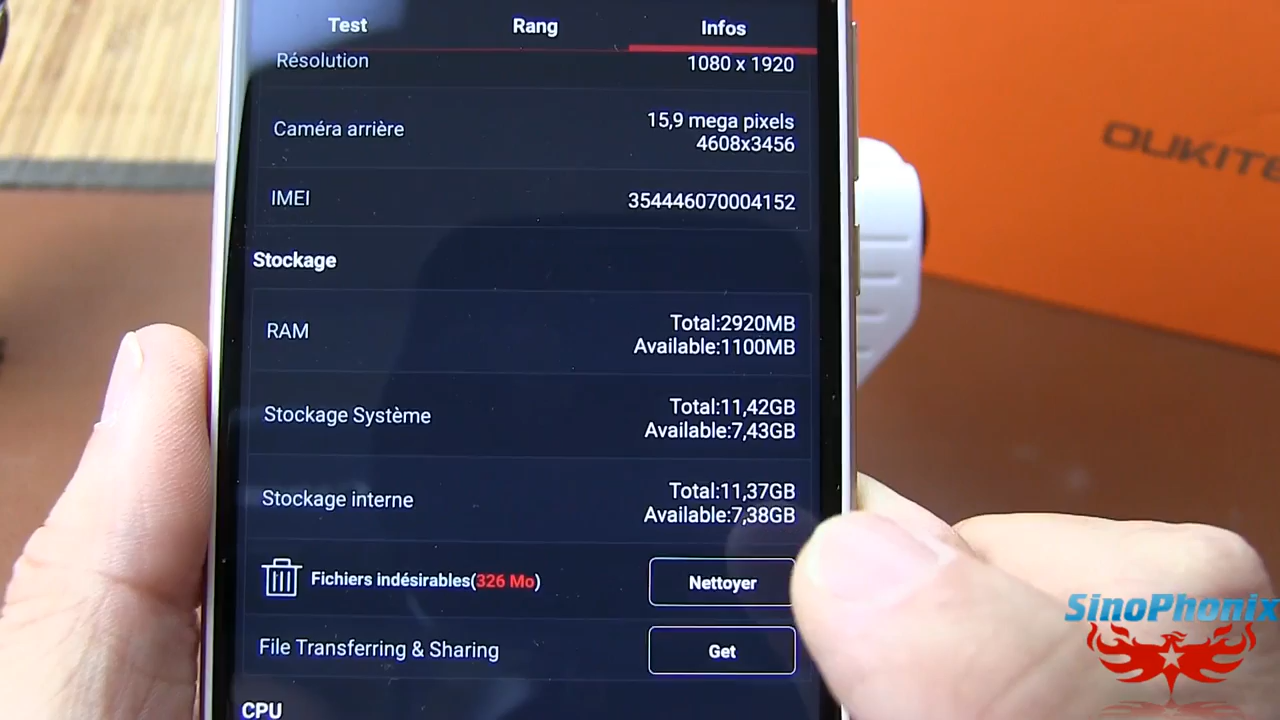 Test Rang Infos
Résolution 1080 x 1920
Caméra arrière 15,9 mega pixels
4608x3456
IMEI 354446070004152
Stockage
RAM Total:2920MB
Available:1100MB
Stockage Système Total:11,42GB
Available:7,43GB
Stockage interne Total:11,37GB
Available:7,38GB
Fichiers indésirables(326 Mo) Nettoyer
File Transferring & Sharing Get
CPU
OUKITE
SinoPhonix